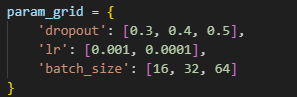 param_grid = {
    'dropout': [0.3, 0.4, 0.5],
    'lr': [0.001, 0.0001],
    'batch_size': [16, 32, 64]
}